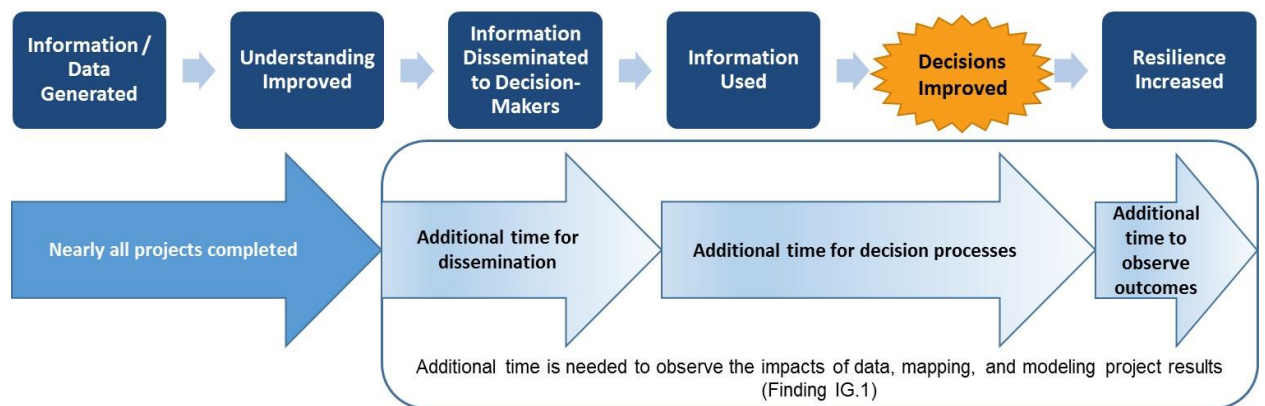 Information /
Data
Generated
Understanding
Improved
Information
Disseminated
to Decision-
Makers
Information
Used
Decisions
Improved
Resilience
Increased
Nearly all projects completed
Additional time for
dissemination
Additional time for decision processes
Additional
time to
observe
outcomes
Additional time is needed to observe the impacts of data, mapping, and modeling project results
(Finding IG.1)